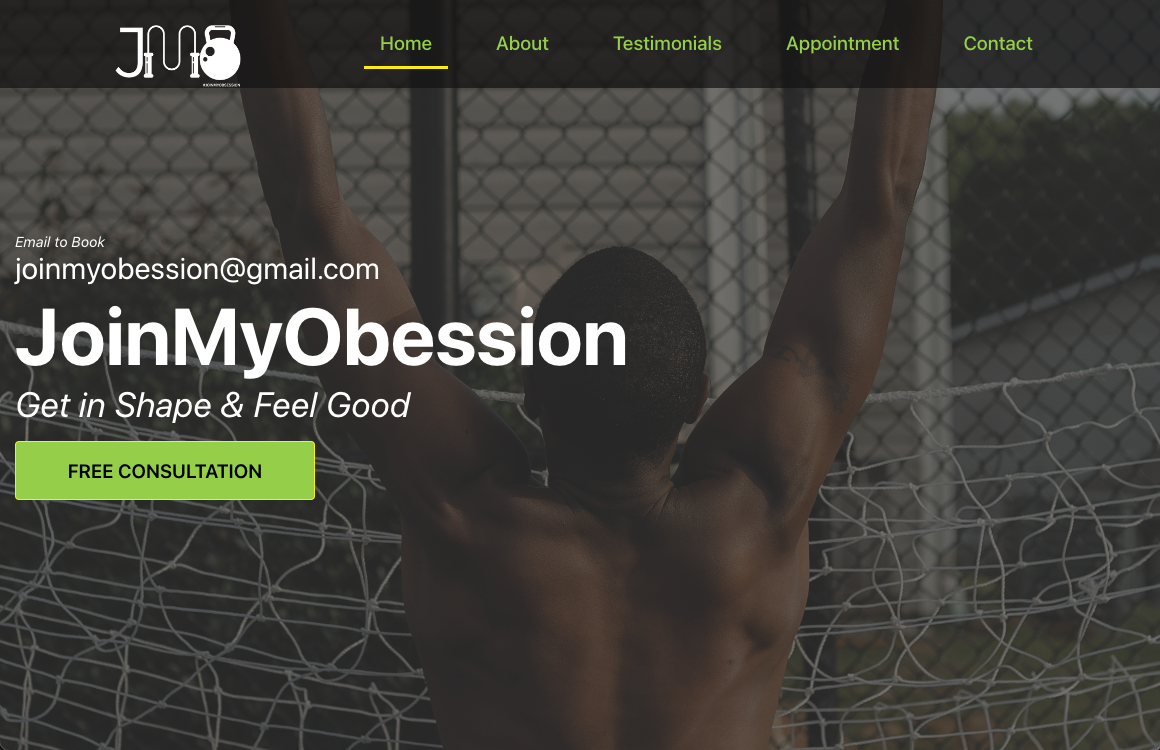 JMO
#JOINMYOBSESSION
Home About Testimonials Appointment Contact
Email to Book
joinmyobession@gmail.com
JoinMyObession
Get in Shape & Feel Good
FREE CONSULTATION